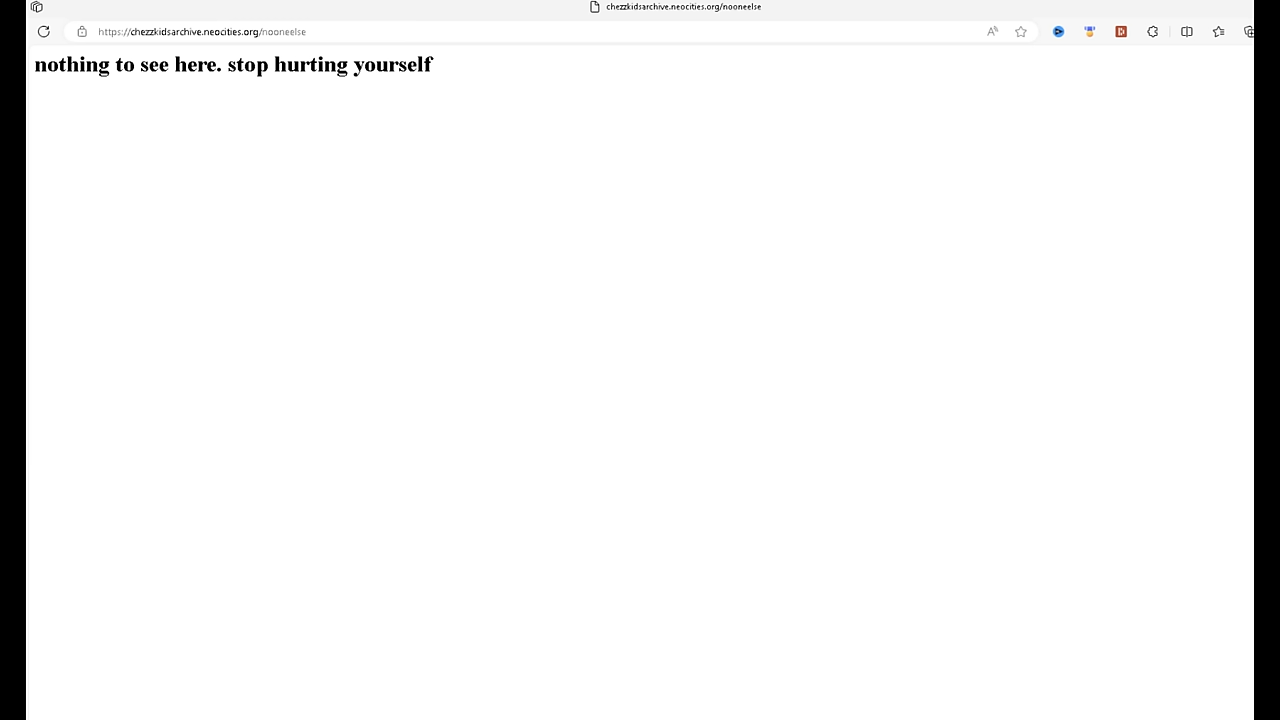 chezzkidsarchive.neocities.org/nooneelse
https://chezzkidsarchive.neocities.org/nooneelse
nothing to see here. stop hurting yourself